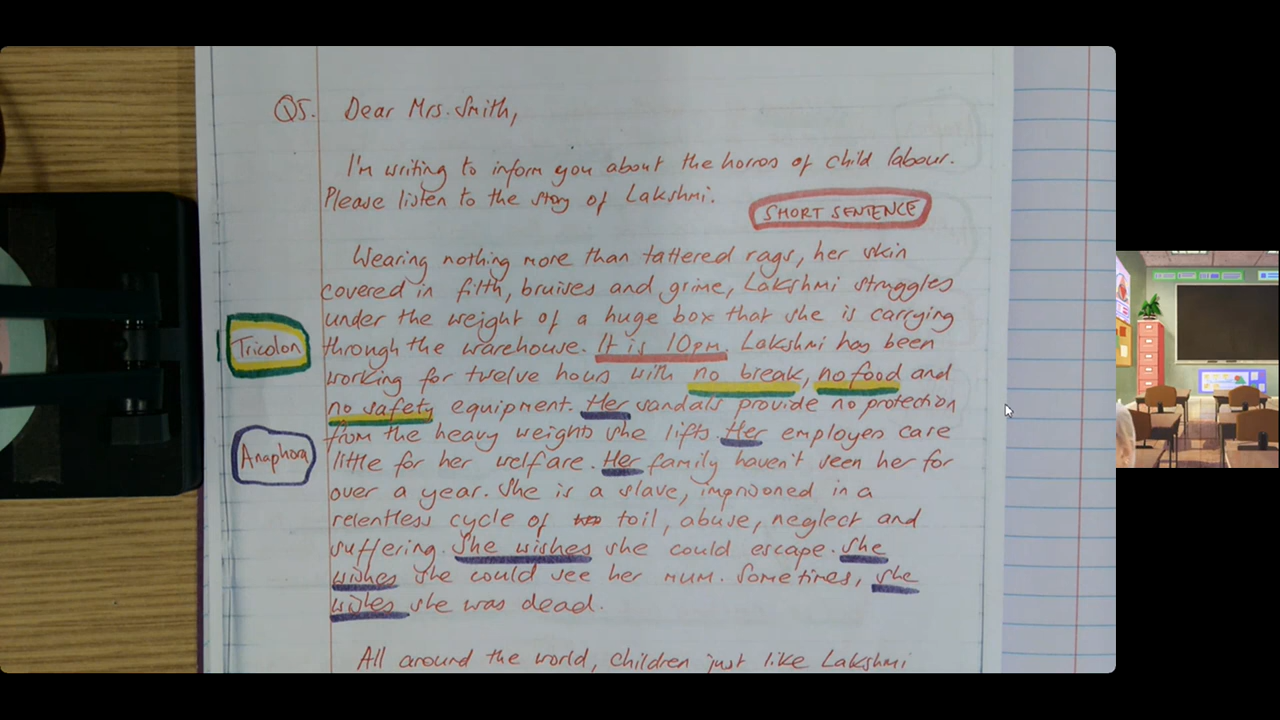 Q5. Dear Mrs. Smith,
I'm writing to inform you about the horros of child labour.
Please listen to the story of Lakshmi.
SHORT SENTENCE
Wearing nothing more than tattered rags, her skin
covered in filth, bruises and grime, Lakshmi struggles
under the weight of a huge box that she is carrying
Tricolon
through the warehouse. It is 10pm. Lakshmi has been
working for twelve hours with no break, no food and
no safety equipment. Her sandals provide no protection
from the heavy weights she lifts. Her employers care
Anaphora
little for her welfare. Her family haven't seen her for
over a year. She is a slave, imprisoned in a
relentless cycle of toil, abuse, neglect and
suffering. She wishes she could escape. She
wishes she could see her mum. Sometimes, she
wishes she was dead.
All around the world, children just like Lakshmi